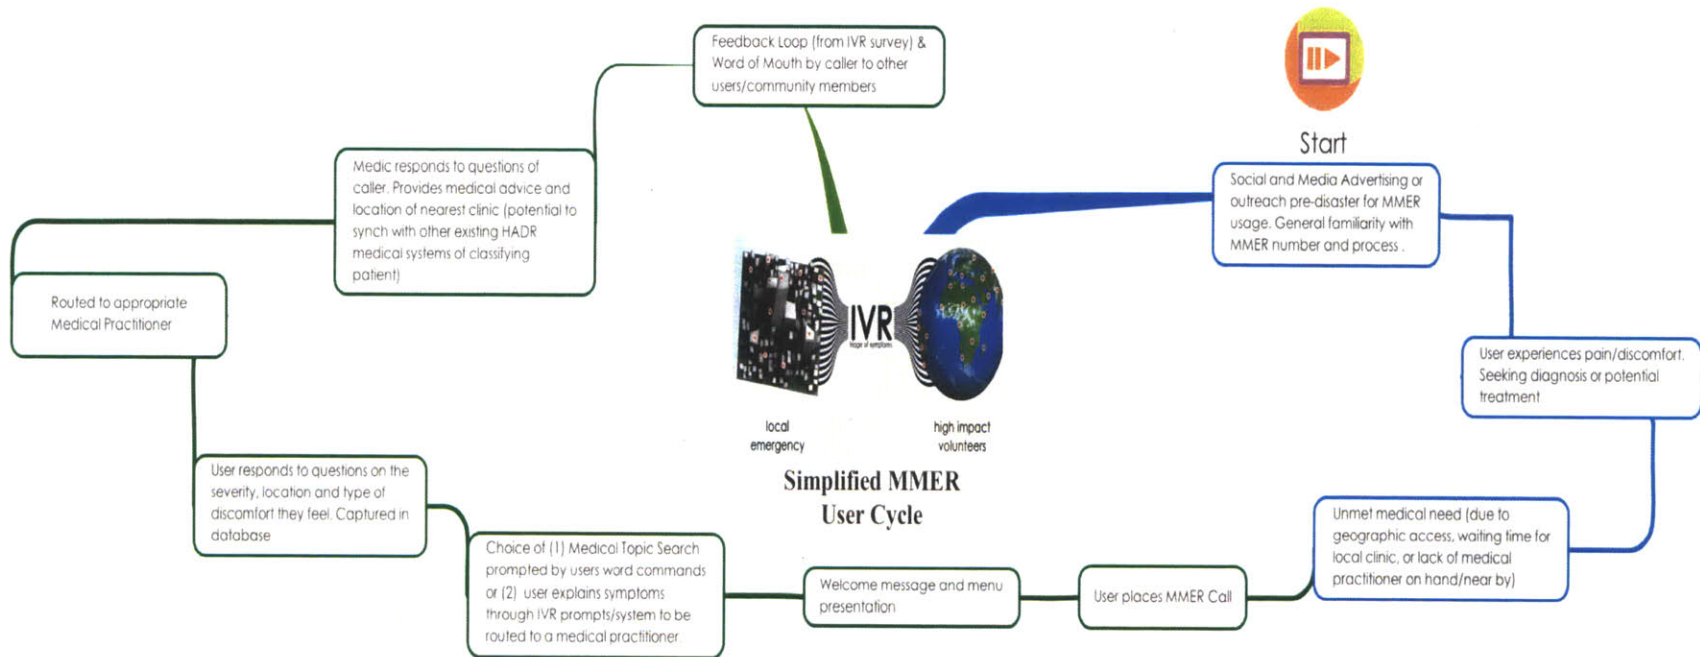 Start
Social and Media Advertising or
outreach pre-disaster for MMER
usage. General familiarity with
MMER number and process .
User experiences pain/discomfort.
Seeking diagnosis or potential
treatment
Unmet medical need (due to
geographic access, waiting time for
local clinic, or lack of medical
practitioner on hand/near by)
User places MMER Call
Welcome message and menu
presentation
Choice of (1) Medical Topic Search
prompted by users word commands
or (2) user explains symptoms
through IVR prompts/system to be
routed to a medical practitioner
User responds to questions on the
severity, location and type of
discomfort they feel. Captured in
database
Routed to appropriate
Medical Practitioner
Medic responds to questions of
caller. Provides medical advice and
location of nearest clinic (potential to
synch with other existing HADR
medical systems of classifying
patient)
Feedback Loop (from IVR survey) &
Word of Mouth by caller to other
users/community members
IVR
triage of symptoms
local
emergency
high impact
volunteers
Simplified MMER
User Cycle